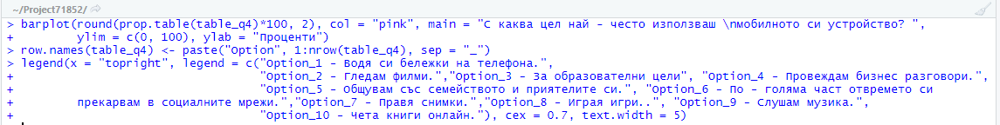 ~/Project71852/
> barplot(round(prop.table(table_q4)*100, 2), col = "pink", main = "С каква цел най - често използваш \nмобилното си устройство? ",
+ ylim = c(0, 100), ylab = "Проценти")
> row.names(table_q4) <- paste("Option", 1:nrow(table_q4), sep = "_")
> legend(x = "topright", legend = c("Option_1 - Водя си бележки на телефона.",
+ "Option_2 - Гледам филми.","Option_3 - За образователни цели", "Option_4 - Провеждам бизнес разговори.",
+ "Option_5 - Общувам със семейството и приятелите си.", "Option_6 - По - голяма част отвремето си
+ прекарвам в социалните мрежи.","Option_7 - Правя снимки.","Option_8 - Играя игри..", "Option_9 - Слушам музика.",
+ "Option_10 - Чета книги онлайн."), cex = 0.7, text.width = 5)